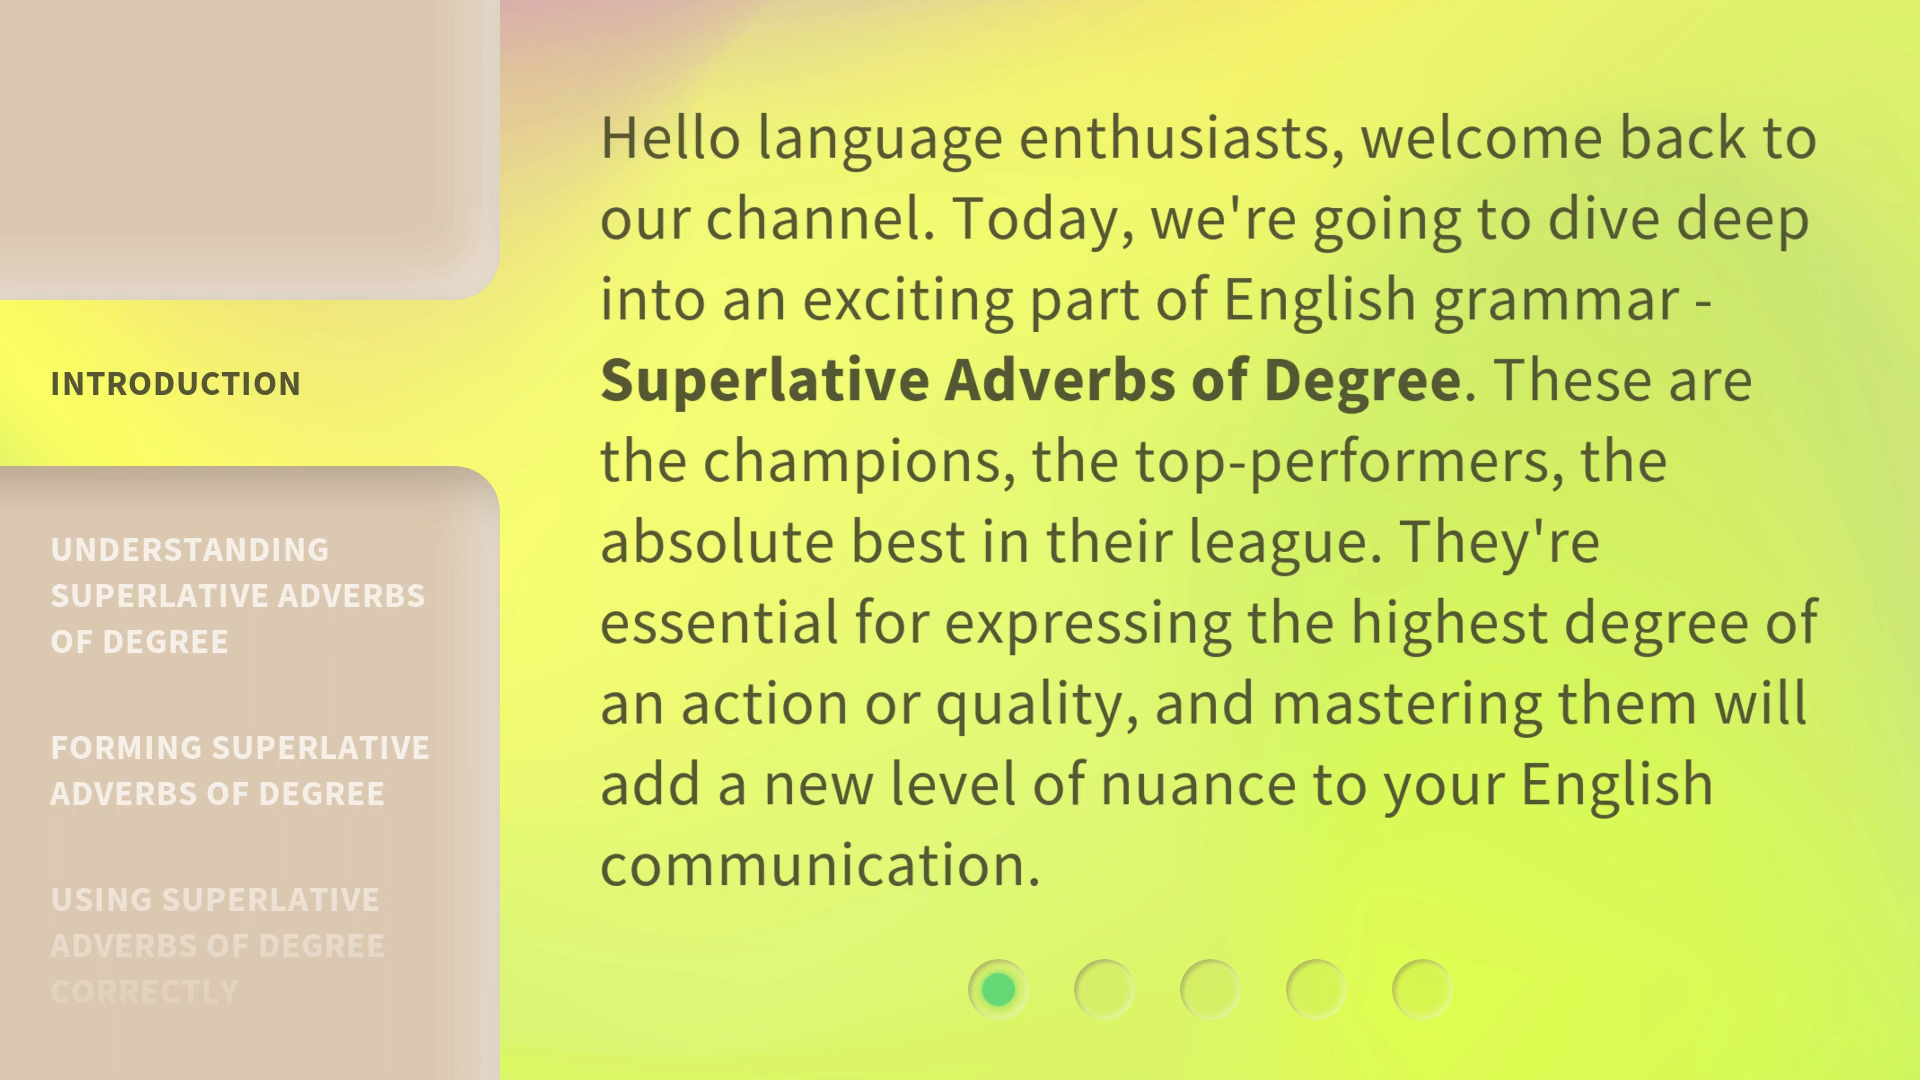 INTRODUCTION
UNDERSTANDING
SUPERLATIVE ADVERBS
OF DEGREE
FORMING SUPERLATIVE
ADVERBS OF DEGREE
USING SUPERLATIVE
ADVERBS OF DEGREE
CORRECTLY
Hello language enthusiasts, welcome back to
our channel. Today, we're going to dive deep
into an exciting part of English grammar -
Superlative Adverbs of Degree. These are
the champions, the top-performers, the
absolute best in their league. They're
essential for expressing the highest degree of
an action or quality, and mastering them will
add a new level of nuance to your English
communication.